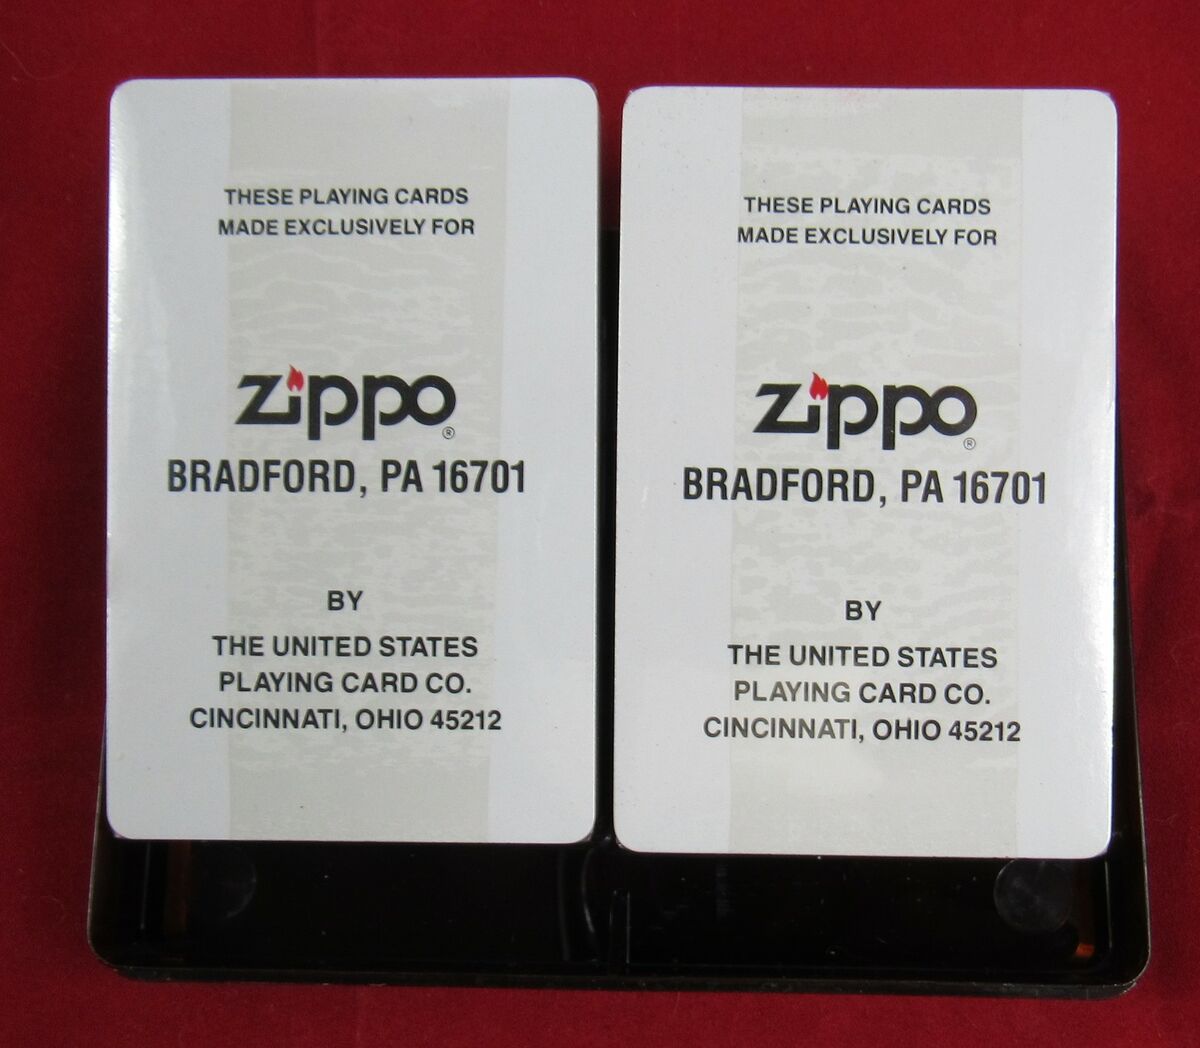 THESE PLAYING CARDS
MADE EXCLUSIVELY FOR
Zippo®
BRADFORD, PA 16701
BY
THE UNITED STATES
PLAYING CARD CO.
CINCINNATI, OHIO 45212
THESE PLAYING CARDS
MADE EXCLUSIVELY FOR
Zippo®
BRADFORD, PA 16701
BY
THE UNITED STATES
PLAYING CARD CO.
CINCINNATI, OHIO 45212